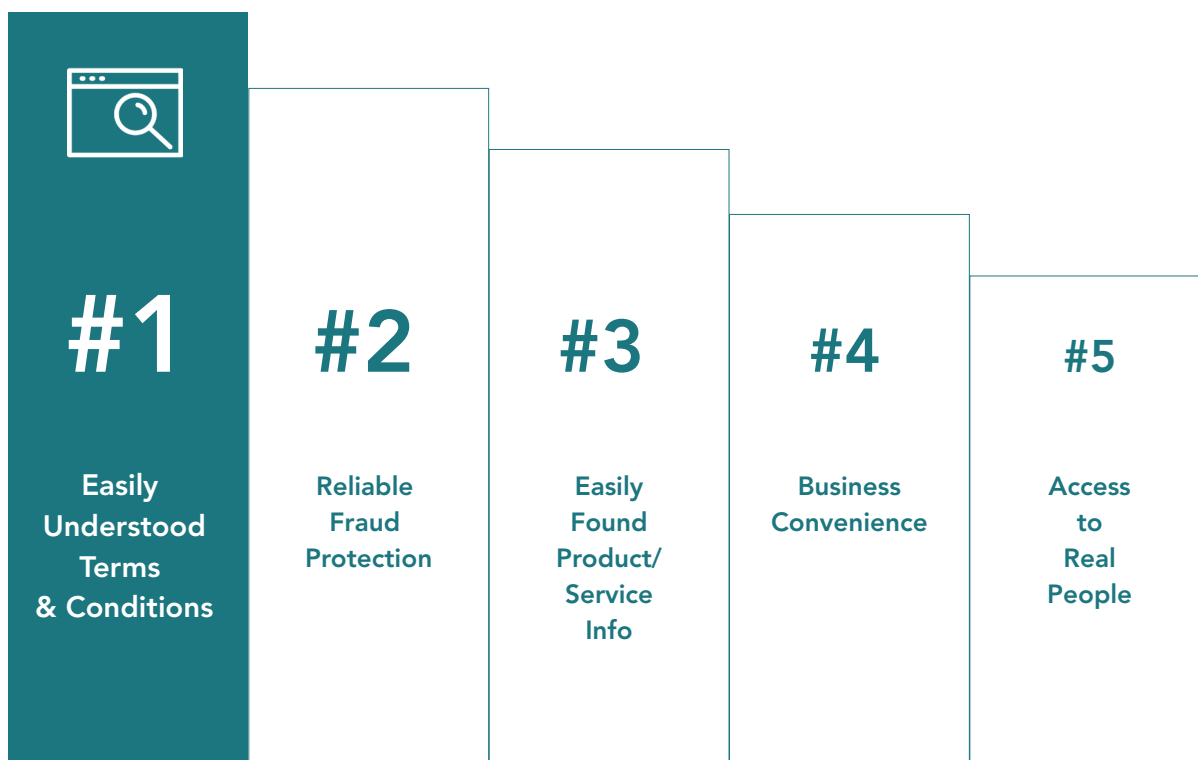 #1
Easily
Understood
Terms
& Conditions
#2
Reliable
Fraud
Protection
#3
Easily
Found
Product/
Service
Info
#4
Business
Convenience
#5
Access
to
Real
People